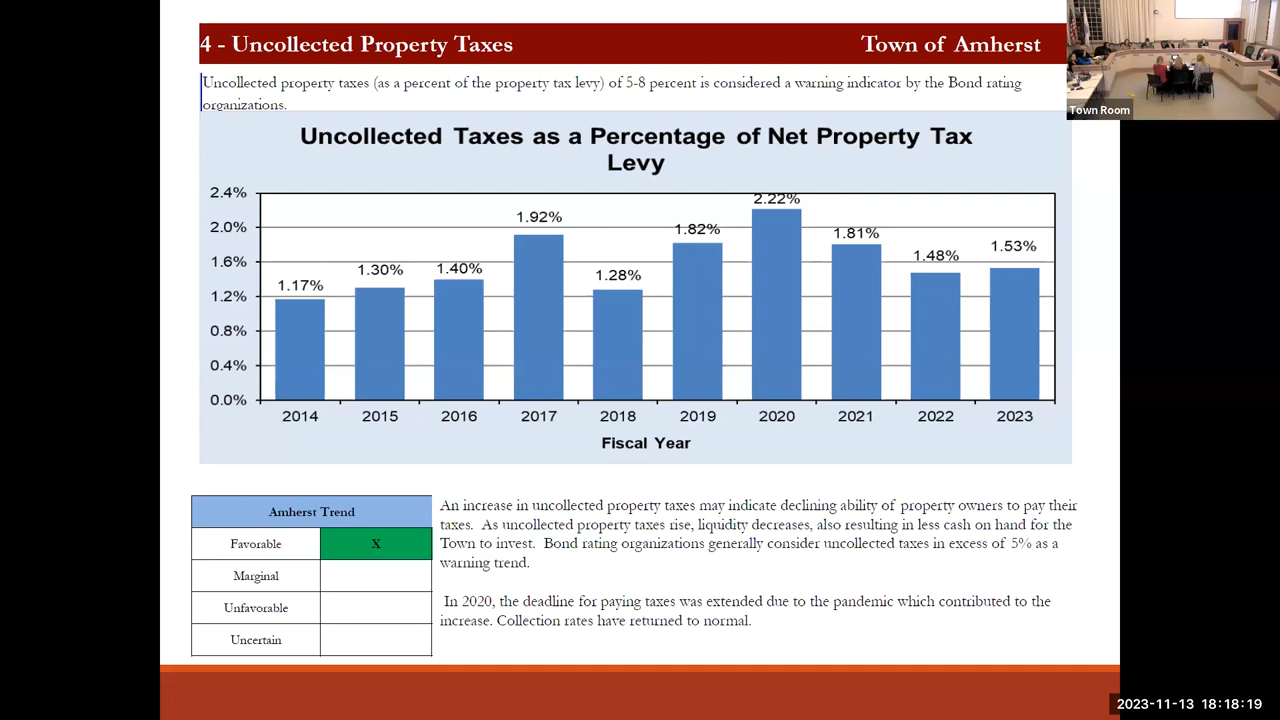 4 - Uncollected Property Taxes Town of Amherst
Town Room
Uncollected property taxes (as a percent of the property tax levy) of 5-8 percent is considered a warning indicator by the Bond rating
organizations.
Uncollected Taxes as a Percentage of Net Property Tax
Levy
2.4%
2.0%
1.6%
1.2%
0.8%
0.4%
0.0%
1.17%
1.30%
1.40%
1.92%
1.28%
1.82%
2.22%
1.81%
1.48%
1.53%
2014 2015 2016 2017 2018 2019 2020 2021 2022 2023
Fiscal Year
Amherst Trend
Favorable X
Marginal
Unfavorable
Uncertain
An increase in uncollected property taxes may indicate declining ability of property owners to pay their
taxes. As uncollected property taxes rise, liquidity decreases, also resulting in less cash on hand for the
Town to invest. Bond rating organizations generally consider uncollected taxes in excess of 5% as a
warning trend.
In 2020, the deadline for paying taxes was extended due to the pandemic which contributed to the
increase. Collection rates have returned to normal.
2023-11-13 18:18:19